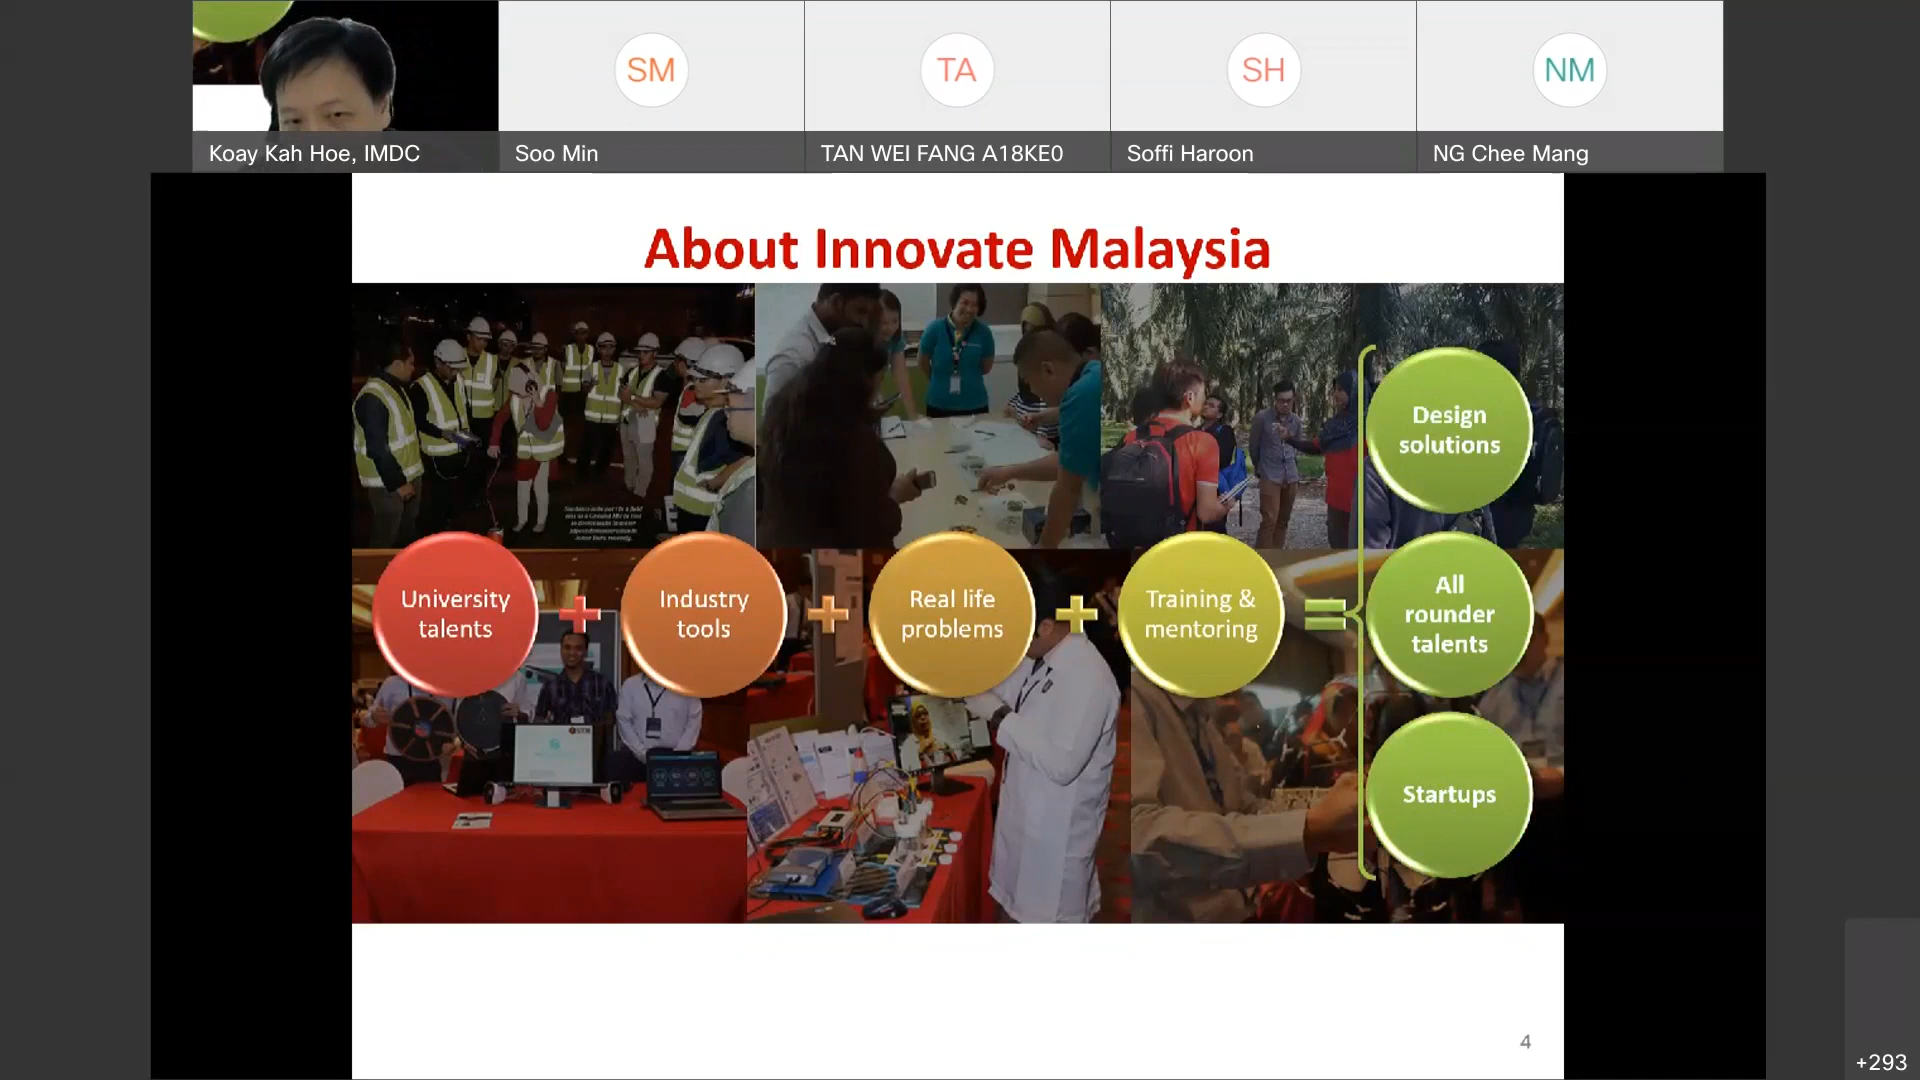 SM
TA
SH
NM
Koay Kah Hoe, IMDC
Soo Min
TAN WEI FANG A18KE0
Soffi Haroon
NG Chee Mang
About Innovate Malaysia
Design
solutions
University
talents
Industry
tools
Real life
problems
Training &
mentoring
All
rounder
talents
Startups
4
+293